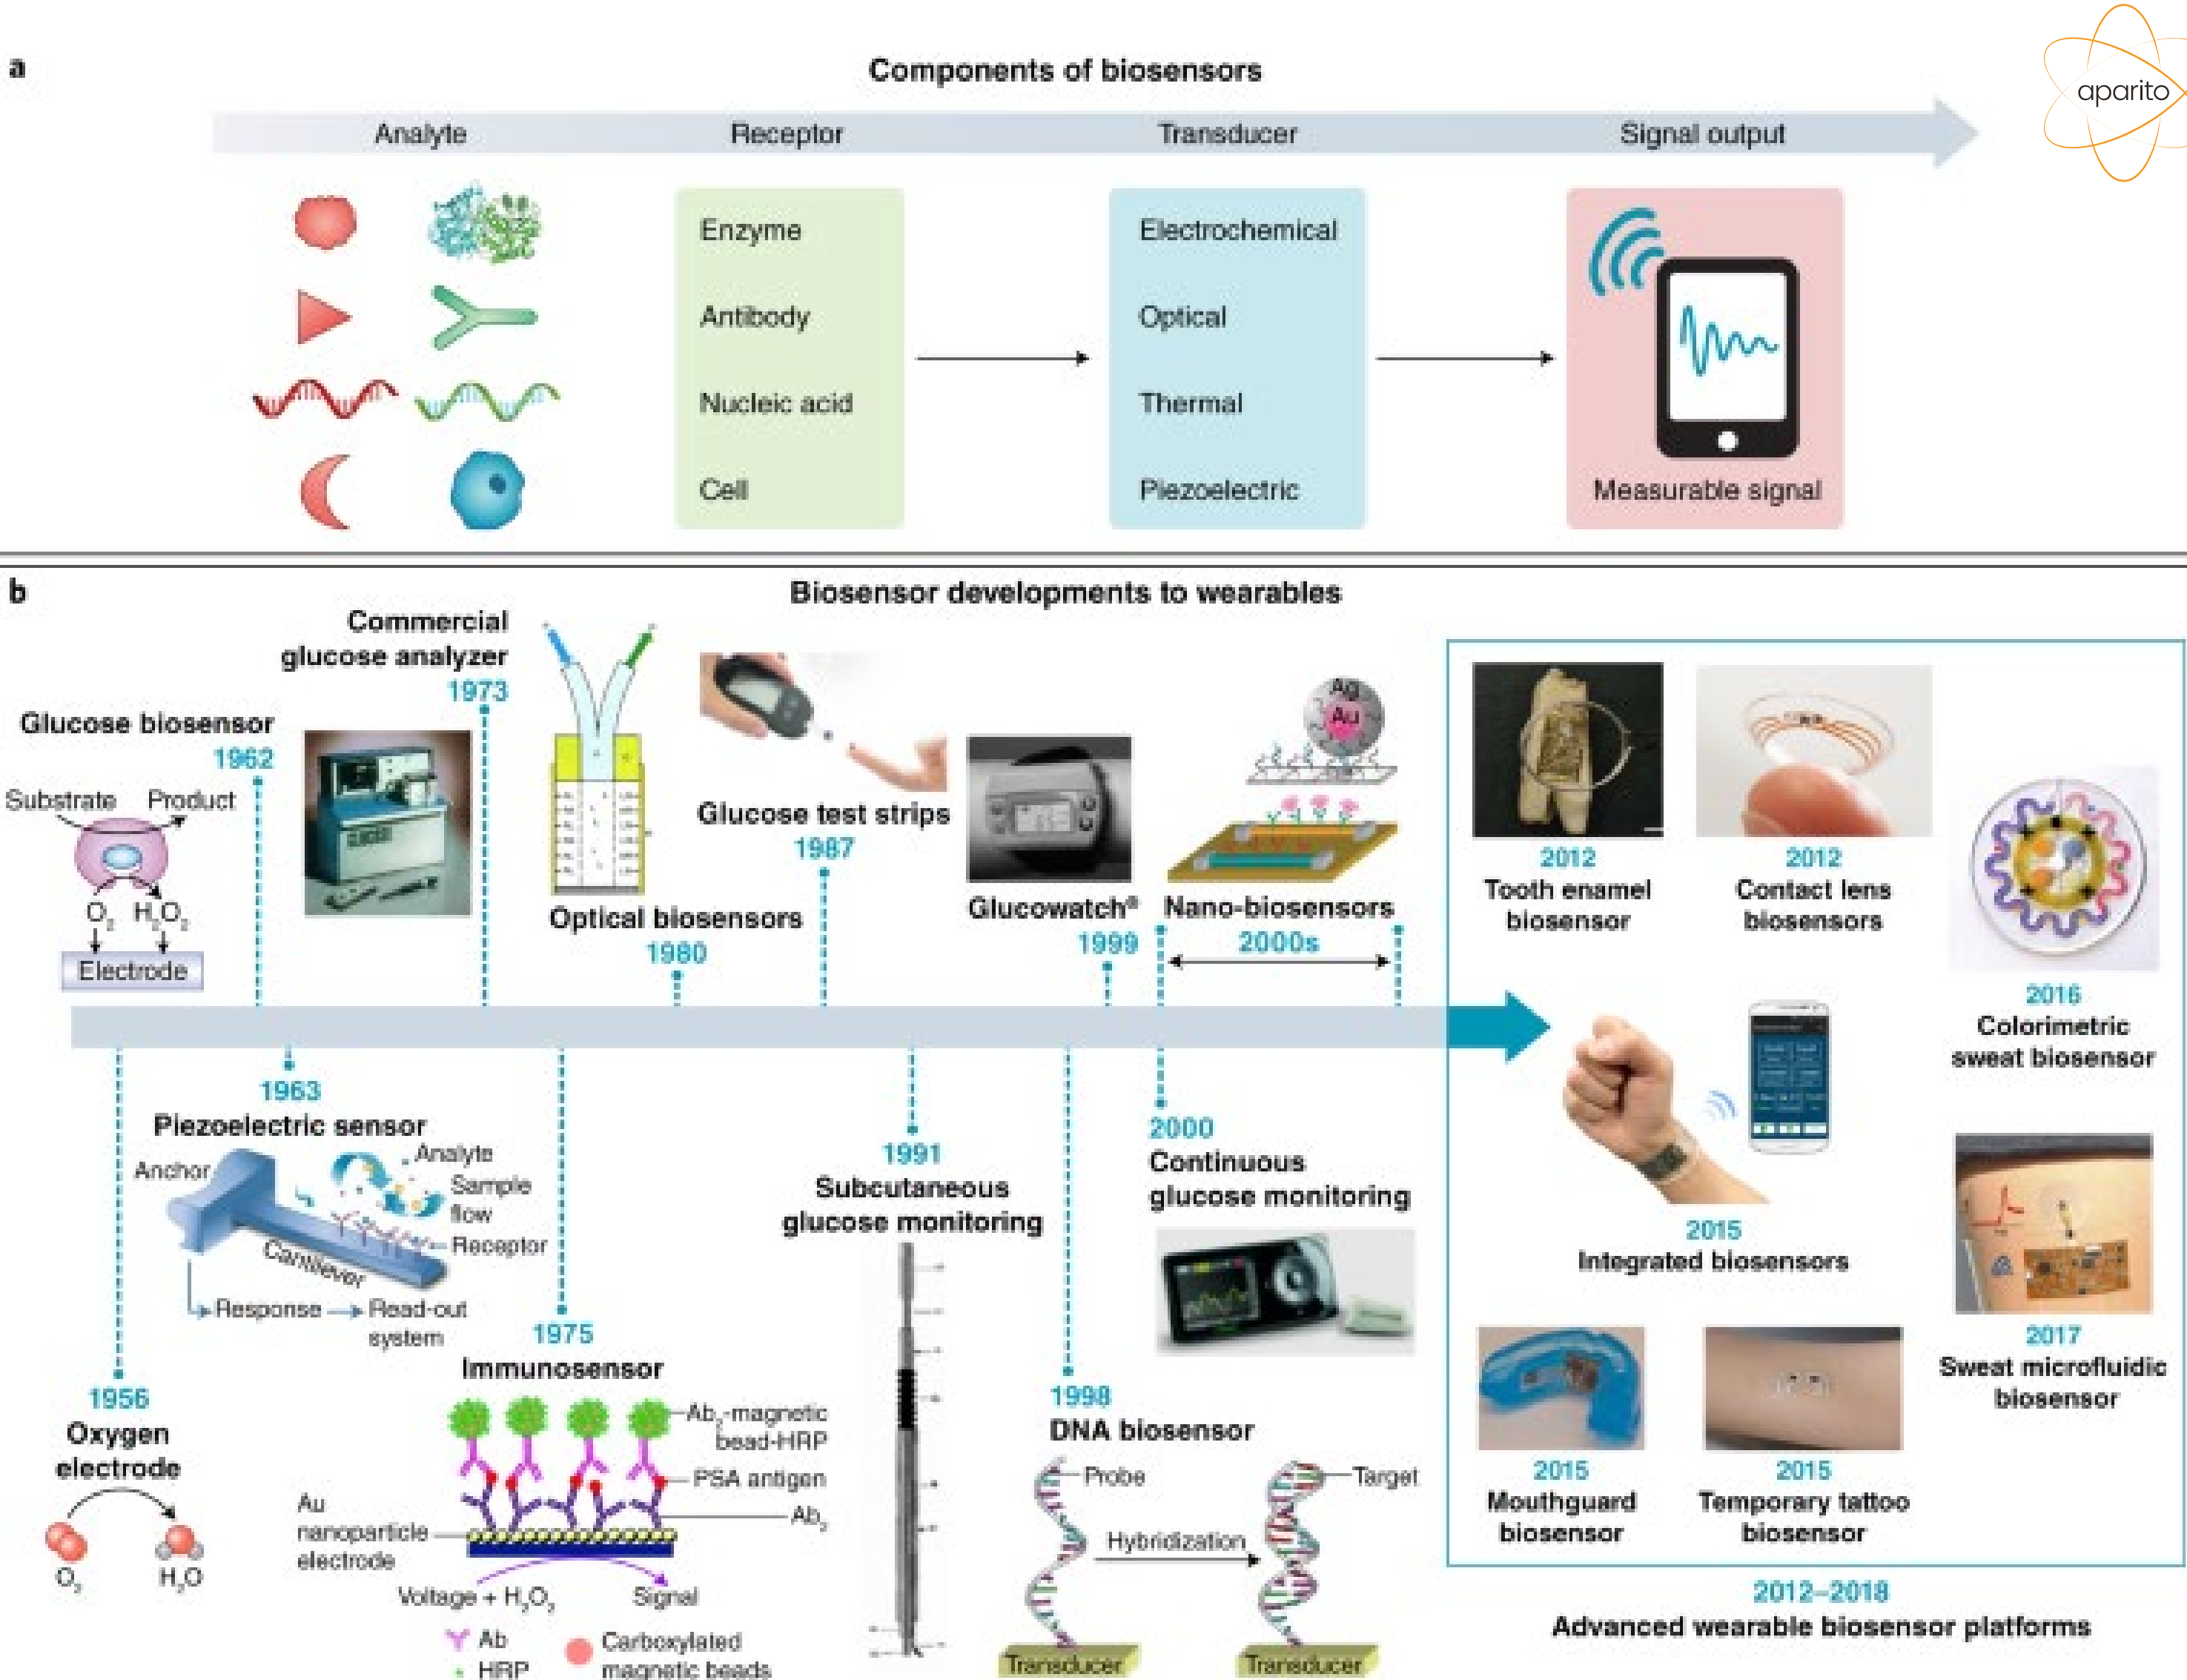 a
Components of biosensors
aparito
Analyte
Receptor
Transducer
Signal output
Enzyme
Antibody
Nucleic acid
Cell
Electrochemical
Optical
Thermal
Piezoelectric
Measurable signal
b
Biosensor developments to wearables
Glucose biosensor
1962
Substrate
Product
O₂
H₂O₂
Electrode
Commercial
glucose analyzer
1973
Optical biosensors
1980
Glucose test strips
1987
Glucowatch®
1999
Ag
Au
Nano-biosensors
2000s
1956
Oxygen
electrode
O₂
H₂O
1963
Piezoelectric sensor
Anchor
Analyte
Sample
flow
Receptor
Cantilever
Response
Read-out
system
1975
Immunosensor
Ab₂-magnetic
bead-HRP
PSA antigen
Au
nanoparticle
electrode
Voltage + H₂O₂
Signal
Ab
HRP
Carboxylated
magnetic beads
1991
Subcutaneous
glucose monitoring
1998
DNA biosensor
Probe
Target
Hybridization
Transducer
Transducer
2000
Continuous
glucose monitoring
2012
Tooth enamel
biosensor
2012
Contact lens
biosensors
2016
Colorimetric
sweat biosensor
2015
Integrated biosensors
2017
Sweat microfluidic
biosensor
2015
Mouthguard
biosensor
2015
Temporary tattoo
biosensor
2012–2018
Advanced wearable biosensor platforms